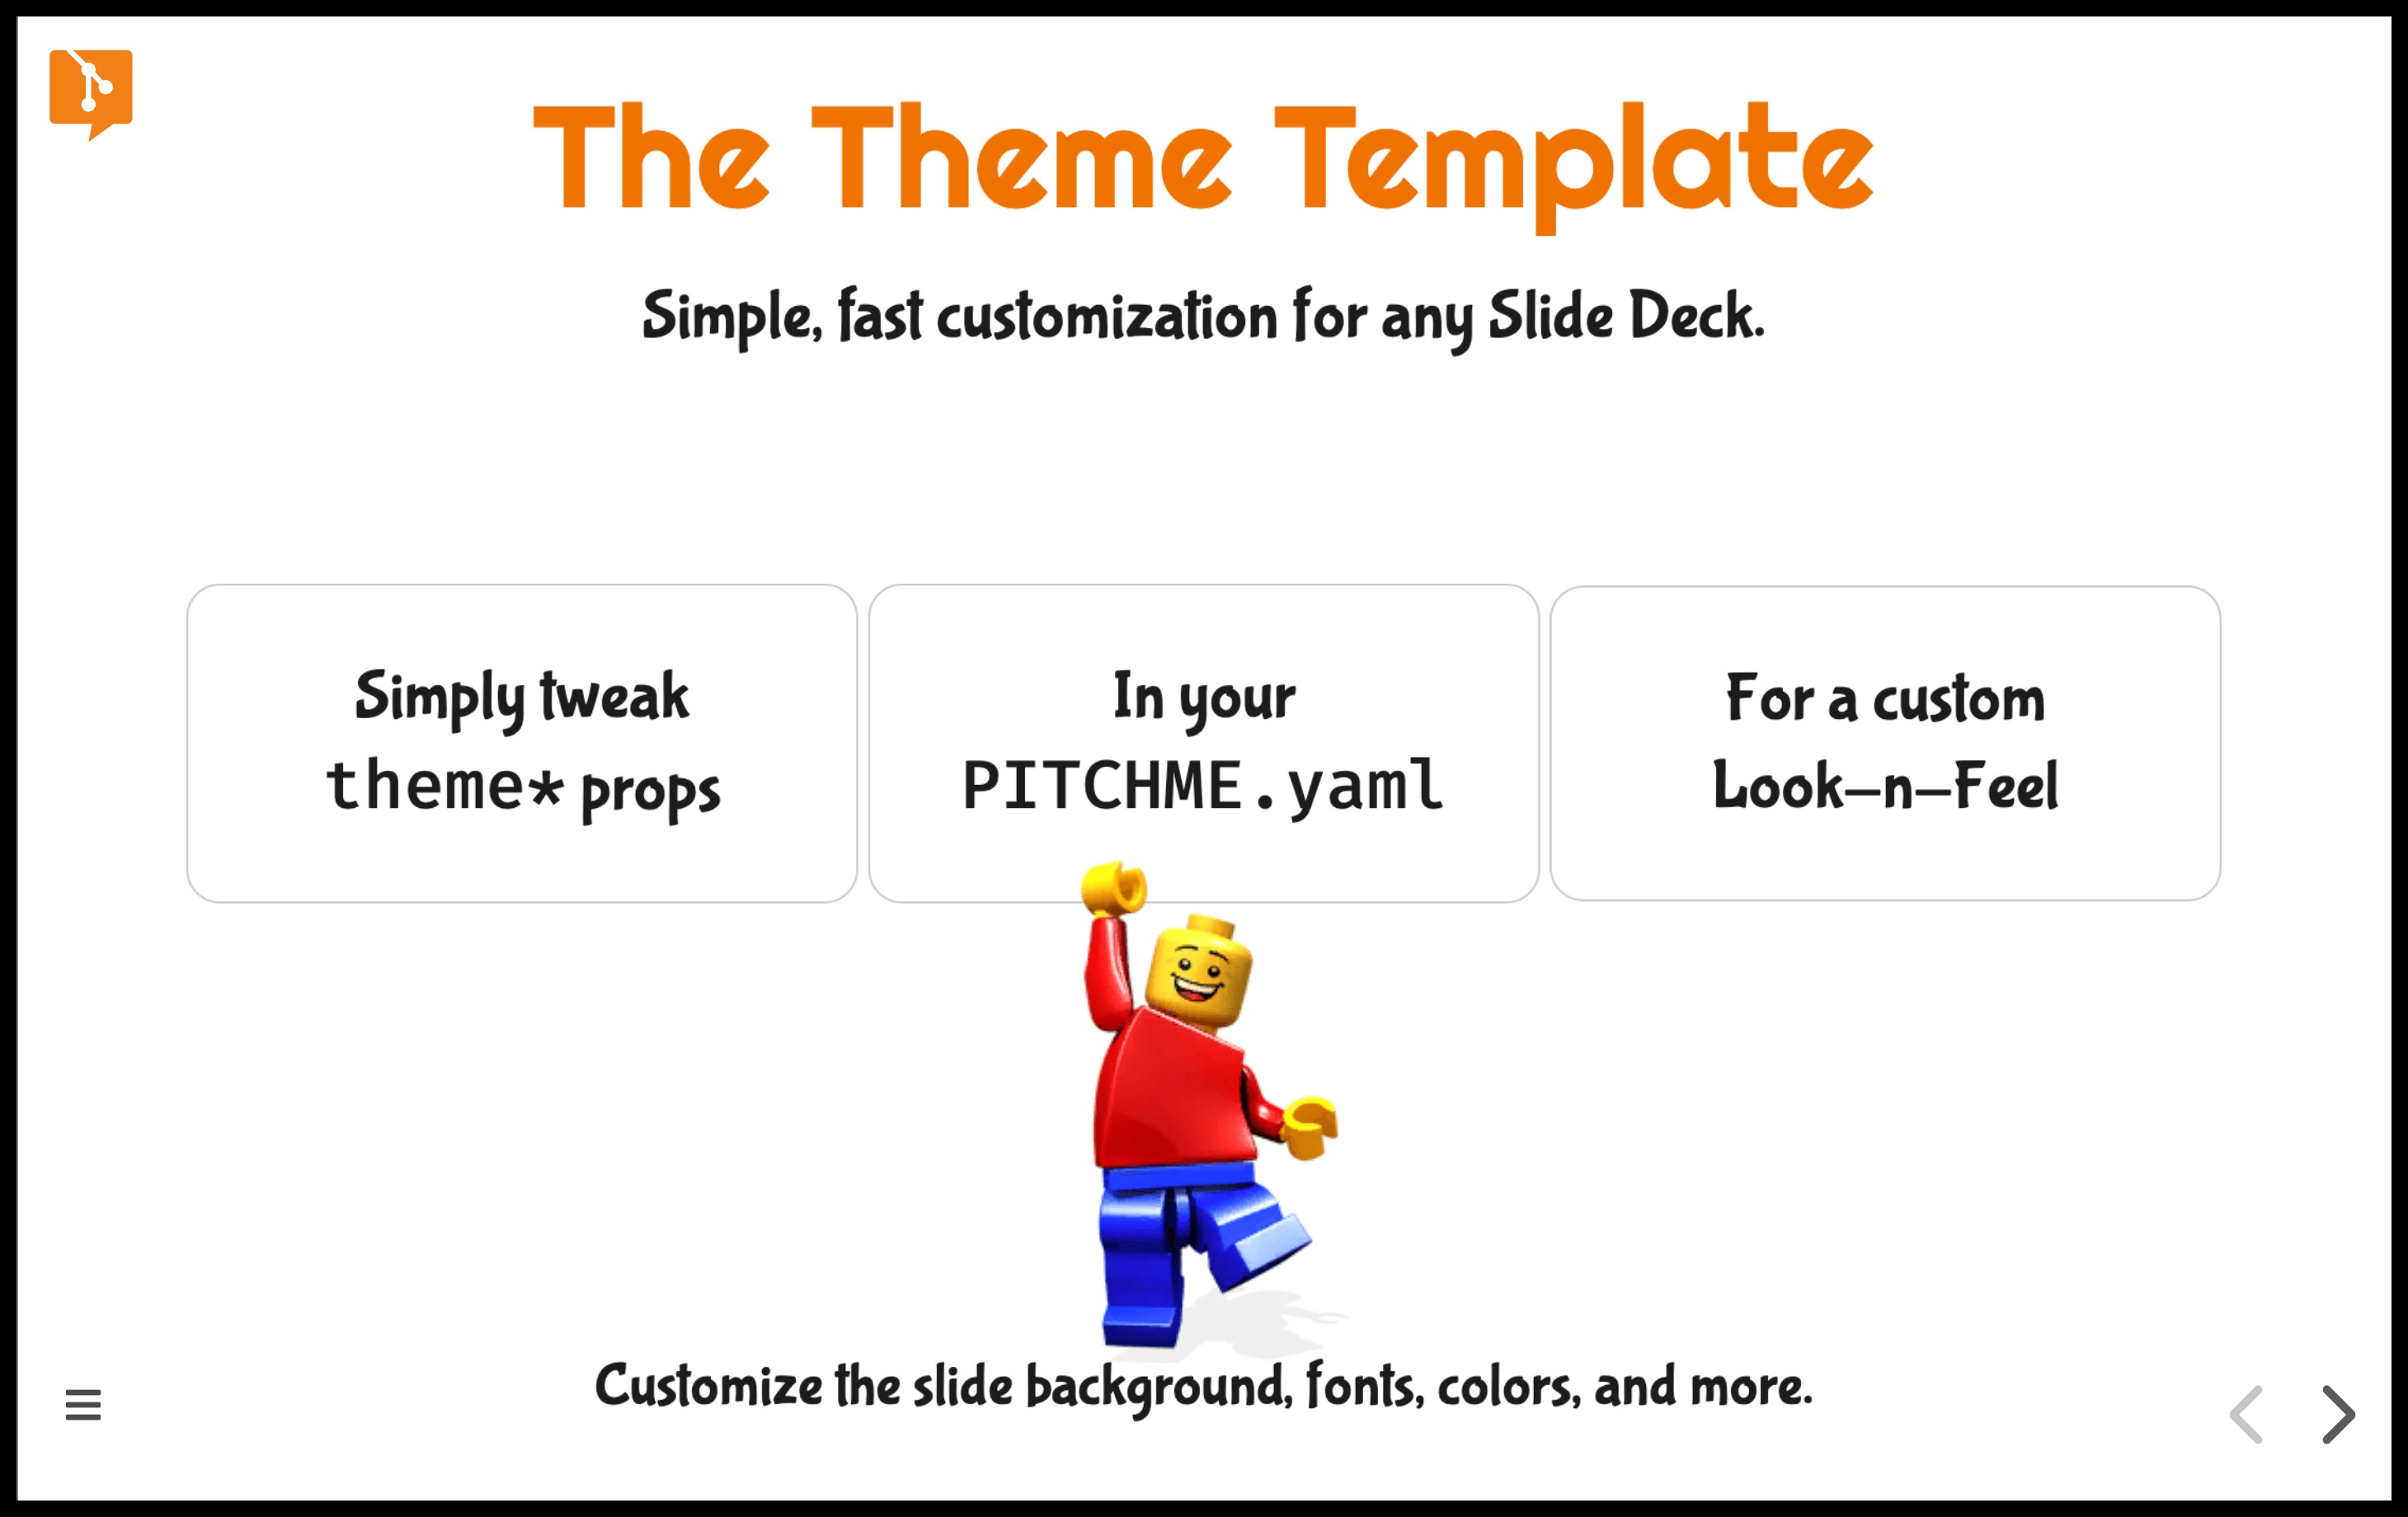 The Theme Template
Simple, fast customization for any Slide Deck.
Simply tweak
theme* props
In your
PITCHME.yaml
For a custom
Look-n-Feel
Customize the slide background, fonts, colors, and more.